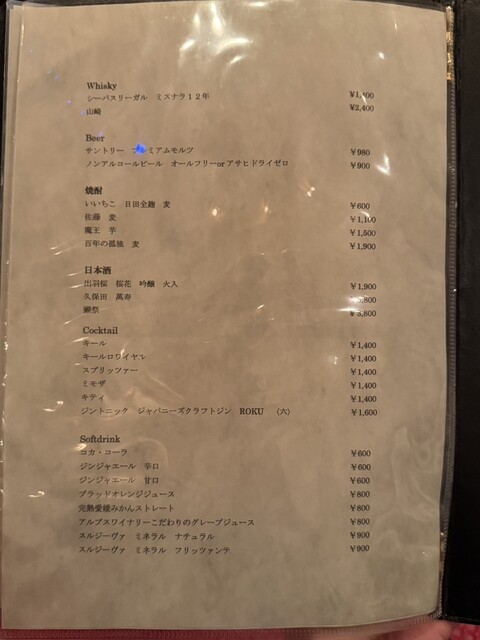 Whisky
シーバスリーガル ミズナラ12年 ¥1,400
山崎 ¥2,400
Beer
サントリー プレミアムモルツ ¥980
ノンアルコールビール オールフリーorアサヒドライゼロ ¥900
焼酎
いいちこ 日田全麹 麦 ¥600
佐藤 麦 ¥1,100
魔王 芋 ¥1,500
百年の孤独 麦 ¥1,900
日本酒
出羽桜 桜花 吟醸 火入 ¥1,900
久保田 萬寿
獺祭
Cocktail
キール ¥1,400
キールロワイヤル ¥1,400
スプリッツァー ¥1,400
ミモザ ¥1,400
キティ ¥1,400
ジントニック ジャパニーズクラフトジン ROKU 〈六〉 ¥1,600
Softdrink
コカ・コーラ ¥600
ジンジャエール 辛口 ¥600
ジンジャエール 甘口 ¥600
ブラッドオレンジジュース ¥800
完熟愛媛みかんストレート ¥800
アルプスワイナリーこだわりのグレープジュース ¥800
スルジーヴァ ミネラル ナチュラル ¥900
スルジーヴァ ミネラル フリッツァンテ ¥900